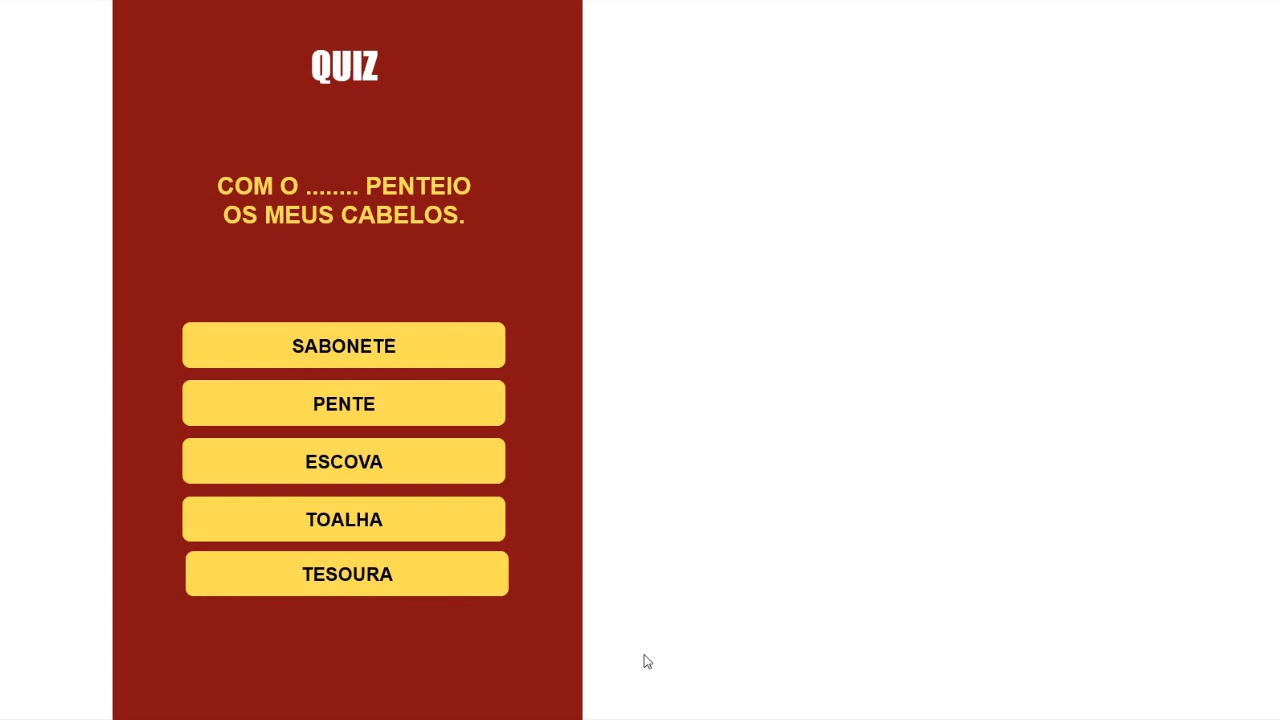 QUIZ
COM O ........ PENTEIO
OS MEUS CABELOS.
SABONETE
PENTE
ESCOVA
TOALHA
TESOURA